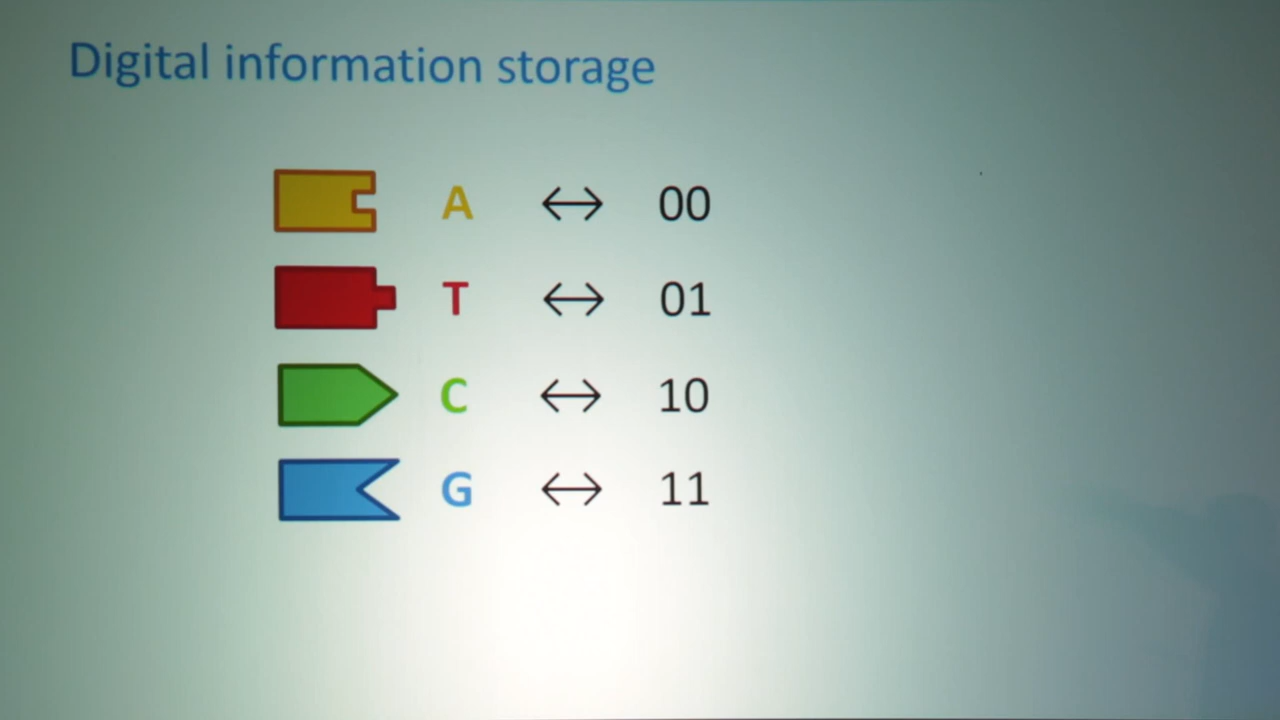 Digital information storage
A ↔ 00
T ↔ 01
C ↔ 10
G ↔ 11